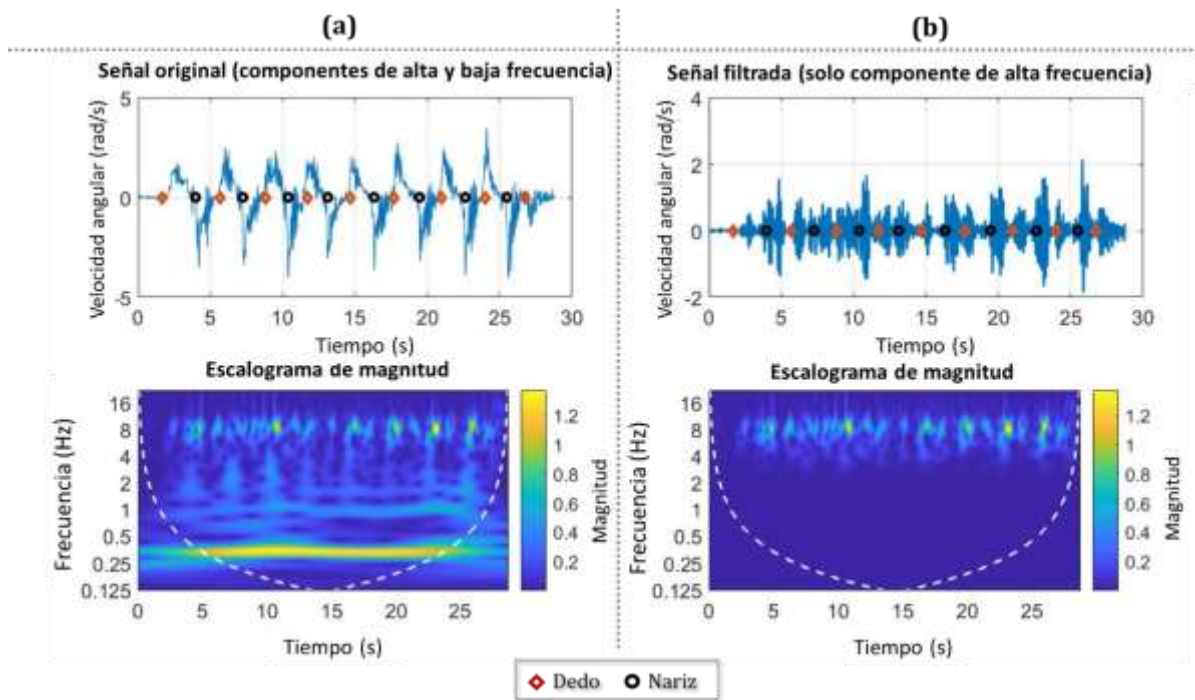 (a)
(b)
Señal original (componentes de alta y baja frecuencia)
Velocidad angular (rad/s)
5
0
-5
0 5 10 15 20 25 30
Tiempo (s)
Escalograma de magnitud
Frecuencia (Hz)
16
8
4
2
1
0.5
0.25
0.125
0 5 10 15 20 25
Tiempo (s)
1.2
1
0.8
0.6
0.4
0.2
Magnitud
Señal filtrada (solo componente de alta frecuencia)
Velocidad angular (rad/s)
4
2
0
-2
0 5 10 15 20 25 30
Tiempo (s)
Escalograma de magnitud
Frecuencia (Hz)
16
8
4
2
1
0.5
0.25
0.125
0 5 10 15 20 25
Tiempo (s)
1.2
1
0.8
0.6
0.4
0.2
Magnitud
Dedo Nariz